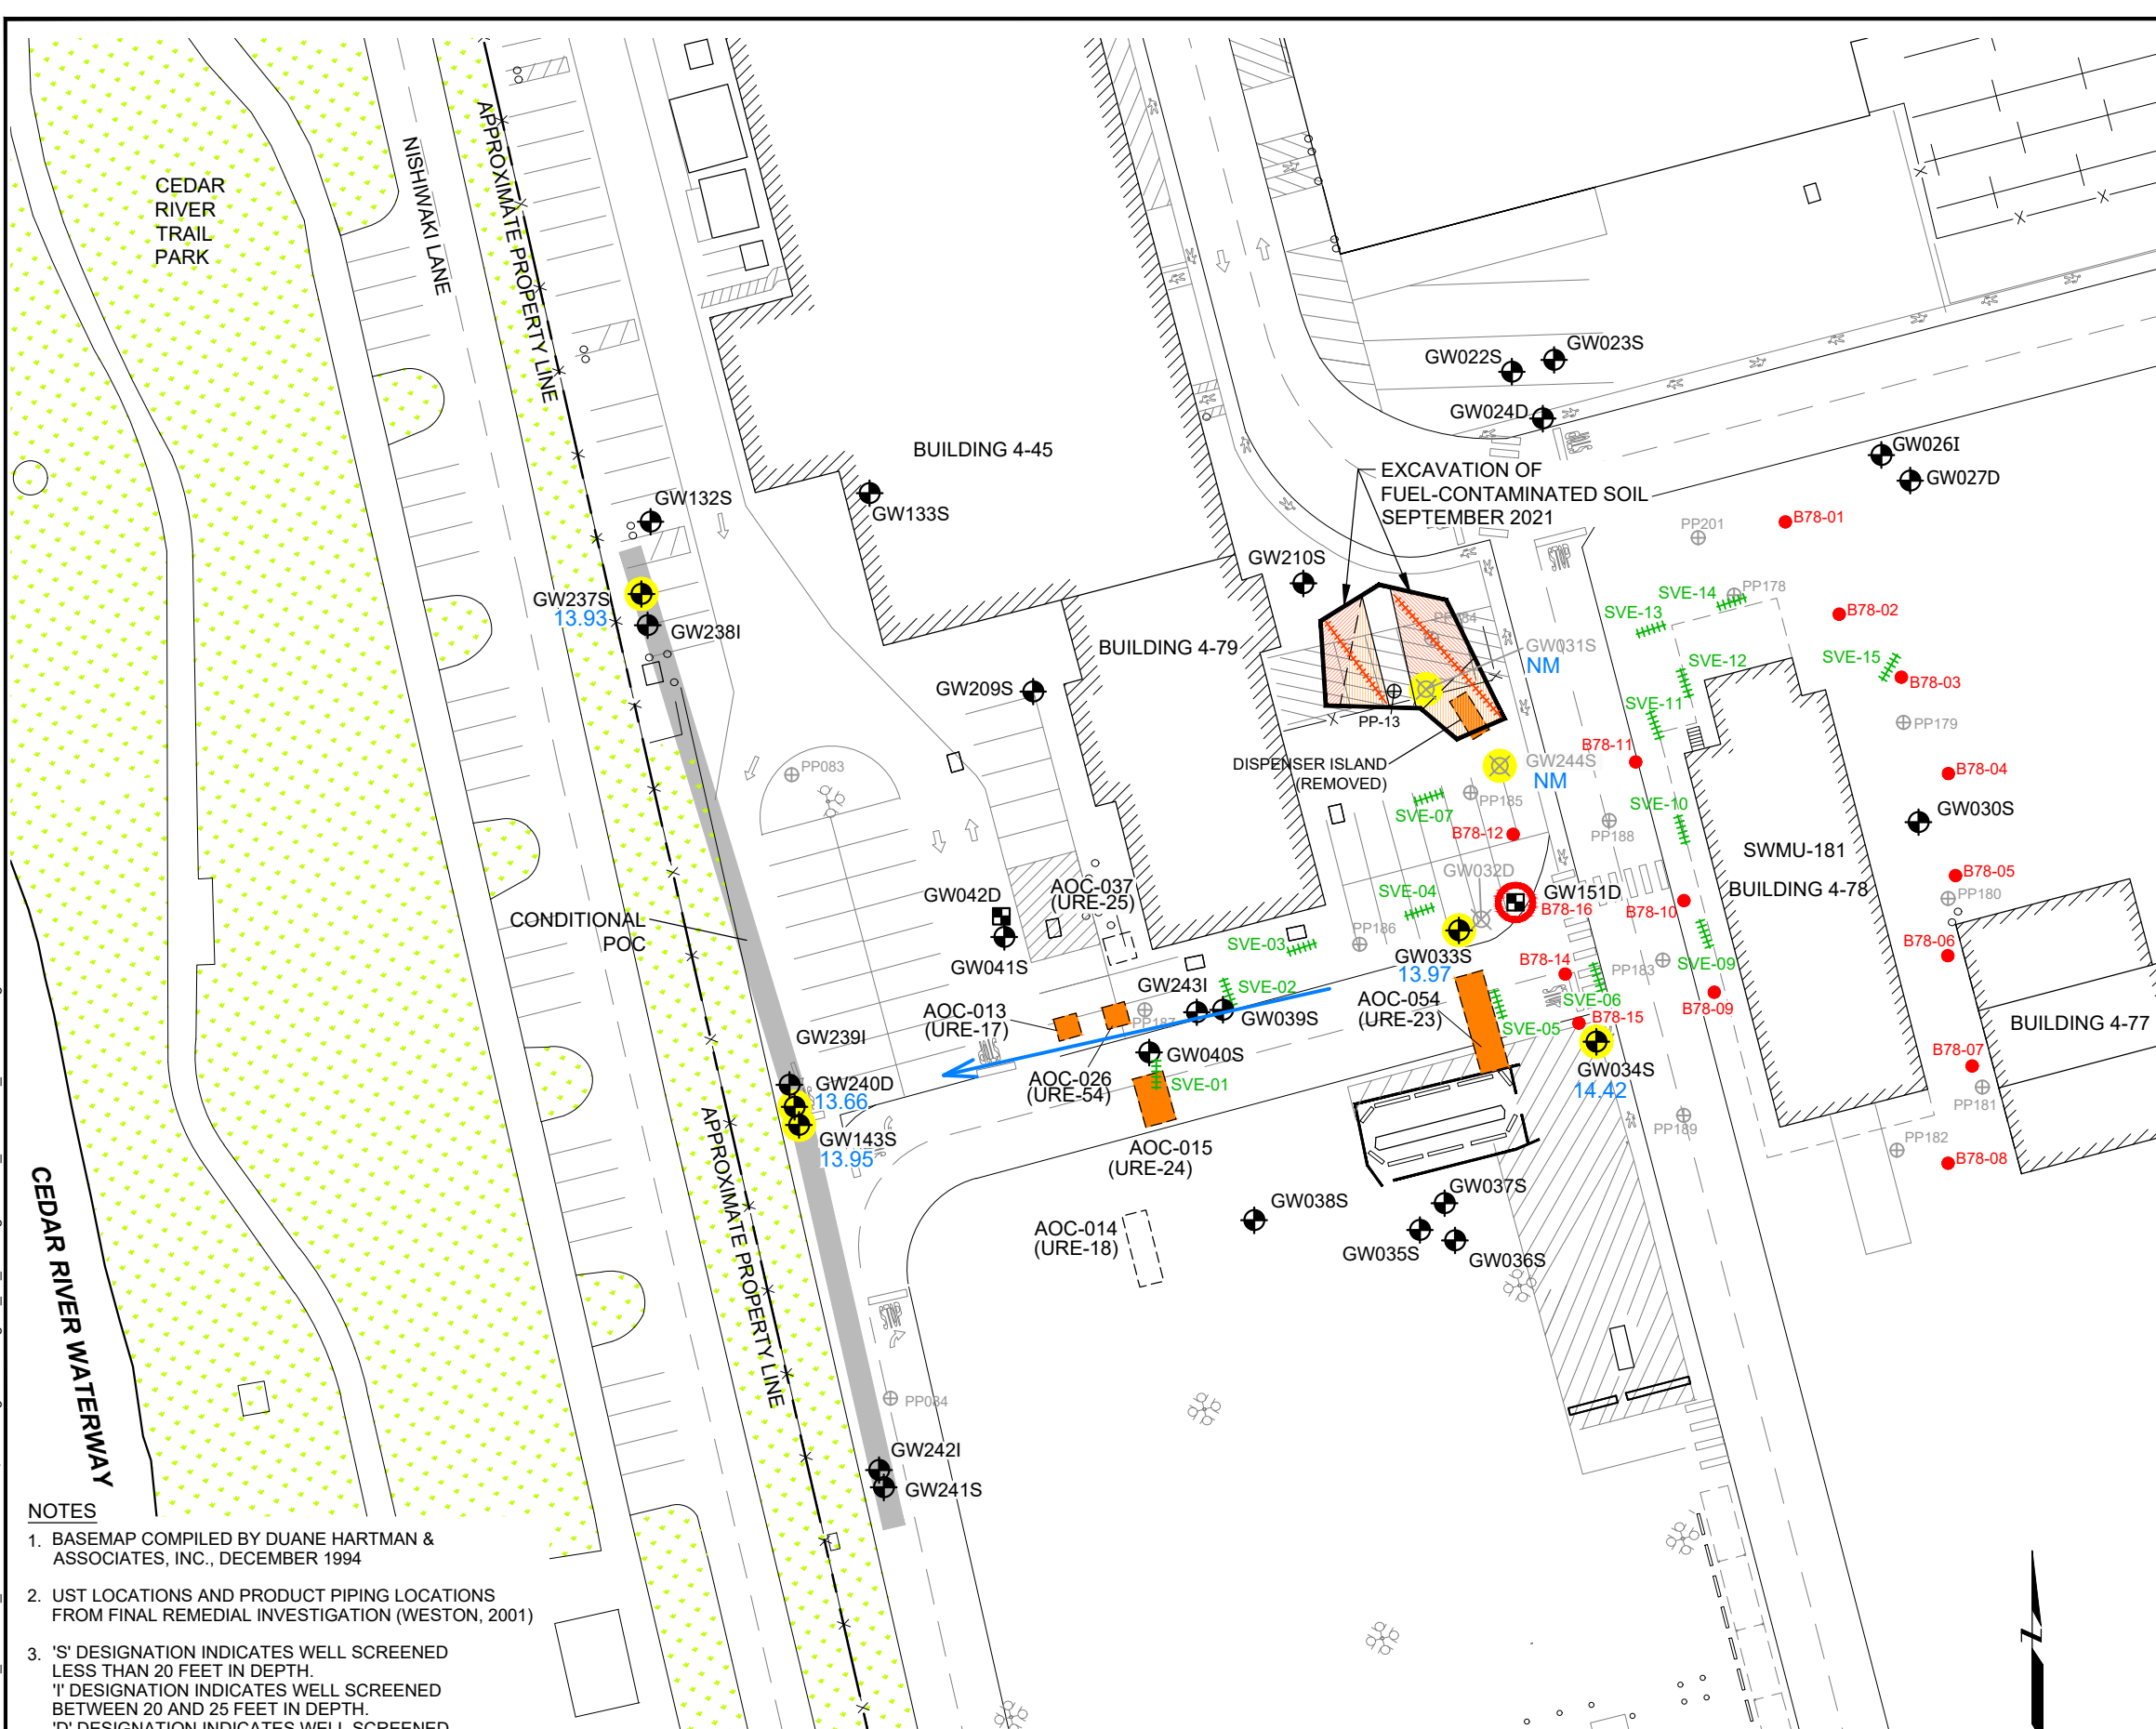 CEDAR
RIVER
TRAIL
PARK
NISHIWAKI LANE
APPROXIMATE PROPERTY LINE
BUILDING 4-45
GW022S
GW023S
GW024D
GW026I
GW027D
EXCAVATION OF
FUEL-CONTAMINATED SOIL
SEPTEMBER 2021
GW132S
GW133S
GW210S
PP201
B78-01
GW237S
13.93
GW238I
BUILDING 4-79
GW209S
GW031S
NM
PP-13
SVE-14
PP178
SVE-13
B78-02
SVE-12
SVE-15
B78-03
SVE-11
PP179
DISPENSER ISLAND
(REMOVED)
GW244S
NM
B78-11
B78-04
PP083
PP185
SVE-07
B78-12
PP188
SVE-10
GW030S
SWMU-181
BUILDING 4-78
B78-05
PP180
CONDITIONAL
POC
GW042D
GW041S
AOC-037
(URE-25)
GW032D
SVE-04
GW151D
B78-16
B78-10
PP186
SVE-03
GW033S
13.97
B78-14
PP183
SVE-09
B78-06
B78-09
GW243I
SVE-02
GW039S
AOC-013
(URE-17)
PP187
AOC-054
(URE-23)
SVE-05
SVE-06
B78-15
BUILDING 4-77
GW239I
GW040S
AOC-026
(URE-54)
SVE-01
GW034S
14.42
B78-07
PP181
GW240D
13.66
GW143S
13.95
AOC-015
(URE-24)
PP189
PP182
B78-08
APPROXIMATE PROPERTY LINE
CEDAR RIVER WATERWAY
AOC-014
(URE-18)
GW038S
GW037S
GW035S
GW036S
STOP
PP084
GW242I
GW241S
NOTES
1. BASEMAP COMPILED BY DUANE HARTMAN &
ASSOCIATES, INC., DECEMBER 1994
2. UST LOCATIONS AND PRODUCT PIPING LOCATIONS
FROM FINAL REMEDIAL INVESTIGATION (WESTON, 2001)
3. 'S' DESIGNATION INDICATES WELL SCREENED
LESS THAN 20 FEET IN DEPTH.
'I' DESIGNATION INDICATES WELL SCREENED
BETWEEN 20 AND 25 FEET IN DEPTH.
'D' DESIGNATION INDICATES WELL SCREENED